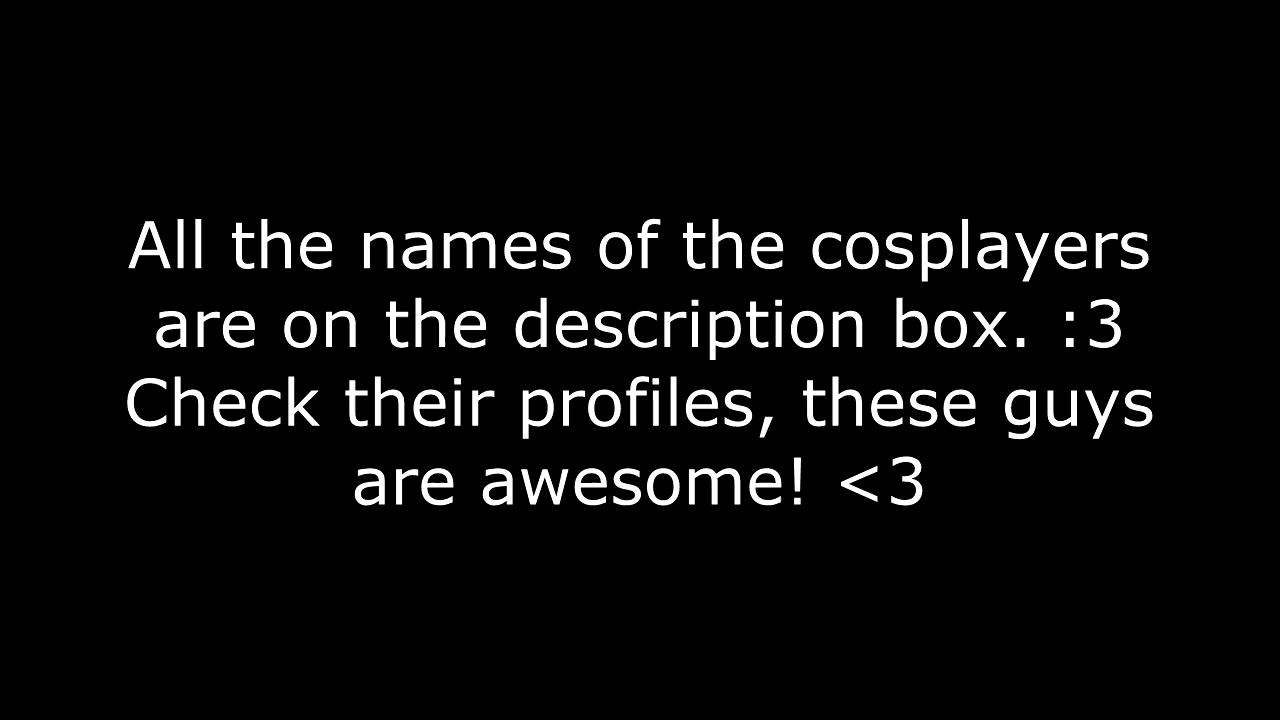 All the names of the cosplayers
are on the description box. :3
Check their profiles, these guys
are awesome! <3